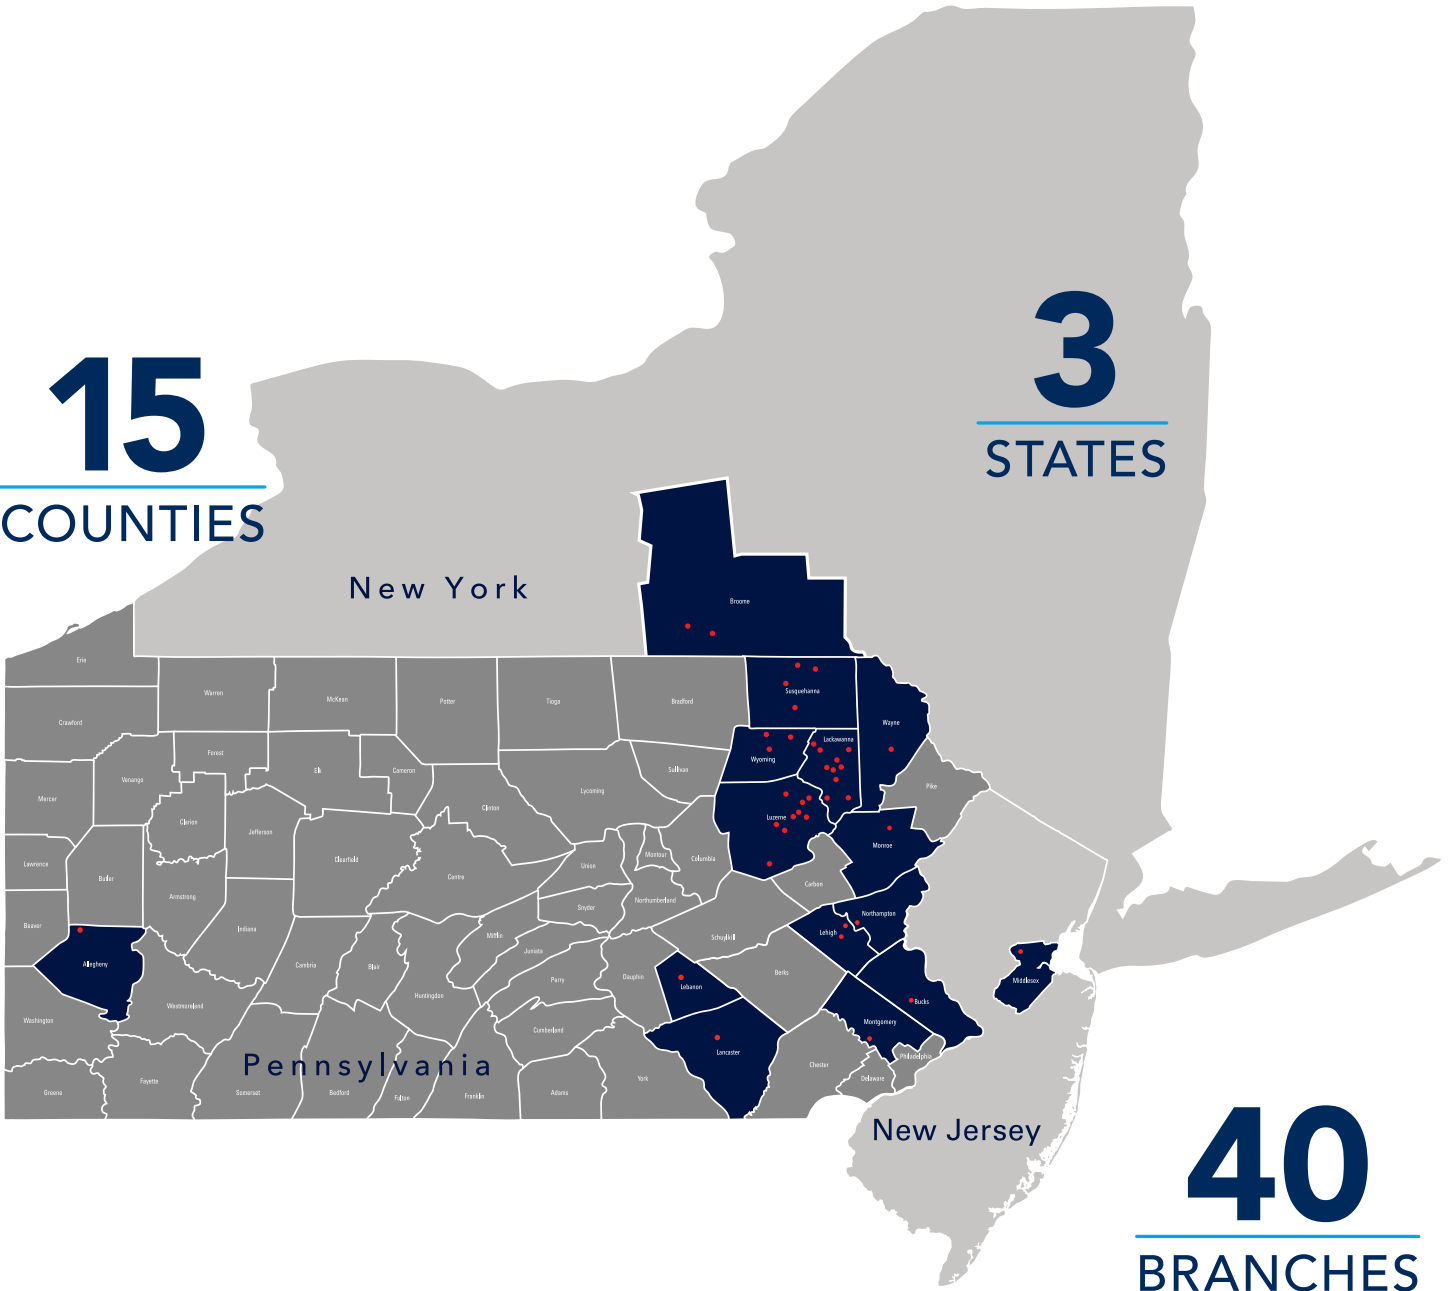 3
STATES
15
COUNTIES
New York
Broome
Erie
Warren
McKean
Potter
Tioga
Bradford
Susquehanna
Wayne
Crawford
Forest
Lackawanna
Wyoming
Sullivan
Elk
Cameron
Venango
Pike
Mercer
Lycoming
Clinton
Clarion
Luzerne
Jefferson
Monroe
Lawrence
Clearfield
Montour
Columbia
Union
Butler
Centre
Carbon
Armstrong
Northumberland
Snyder
Northampton
Beaver
Indiana
Lehigh
Mifflin
Schuylkill
Juniata
Allegheny
Cambria
Blair
Berks
Dauphin
Perry
Lebanon
Middlesex
Huntingdon
Bucks
Westmoreland
Washington
Montgomery
Cumberland
Lancaster
Philadelphia
Pennsylvania
Chester
Fayette
York
Delaware
Greene
Somerset
Bedford
Fulton
Franklin
Adams
New Jersey
40
BRANCHES